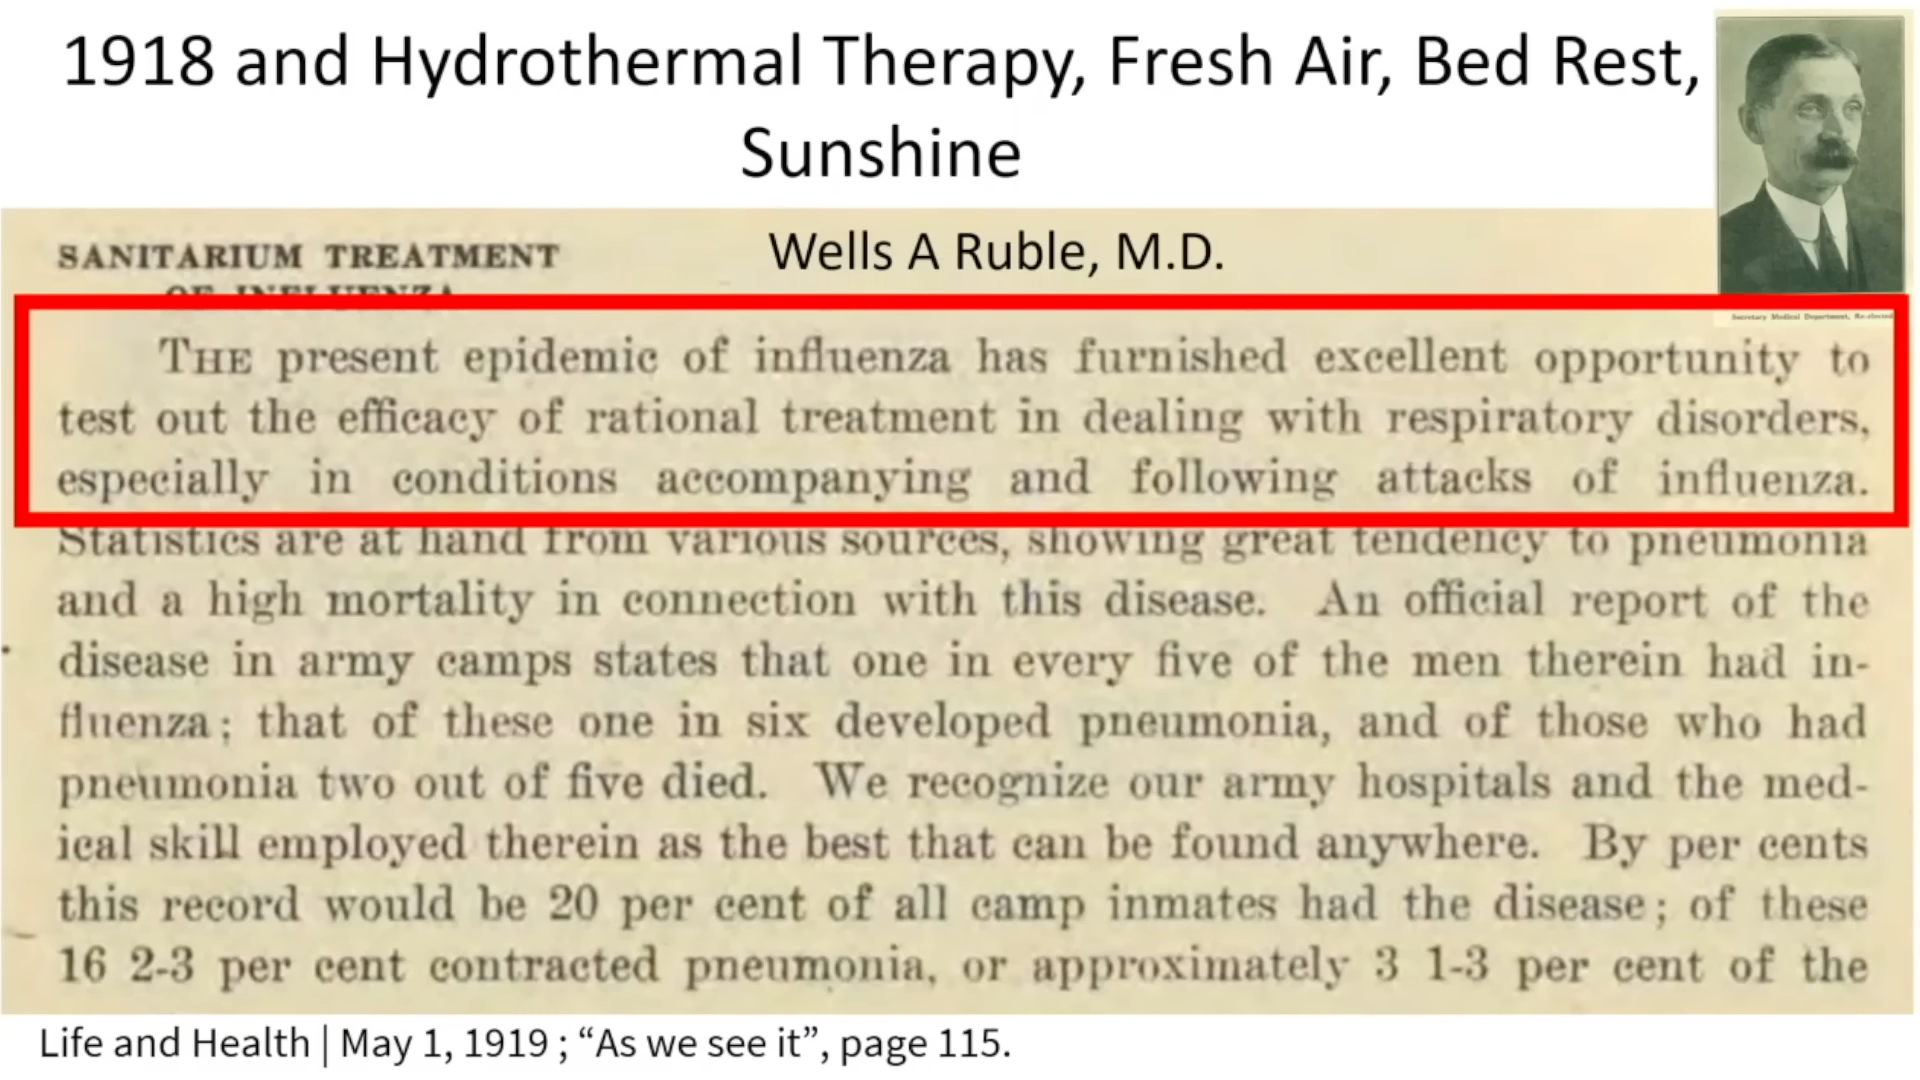 1918 and Hydrothermal Therapy, Fresh Air, Bed Rest,
Sunshine
Wells A Ruble, M.D.
Secretary Medical Department, Re-elected
SANITARIUM TREATMENT
OF INFLUENZA
THE present epidemic of influenza has furnished excellent opportunity to
test out the efficacy of rational treatment in dealing with respiratory disorders,
especially in conditions accompanying and following attacks of influenza.
Statistics are at hand from various sources, showing great tendency to pneumonia
and a high mortality in connection with this disease. An official report of the
disease in army camps states that one in every five of the men therein had in-
fluenza; that of these one in six developed pneumonia, and of those who had
pneumonia two out of five died. We recognize our army hospitals and the med-
ical skill employed therein as the best that can be found anywhere. By per cents
this record would be 20 per cent of all camp inmates had the disease; of these
16 2-3 per cent contracted pneumonia, or approximately 3 1-3 per cent of the
Life and Health | May 1, 1919 ; “As we see it”, page 115.